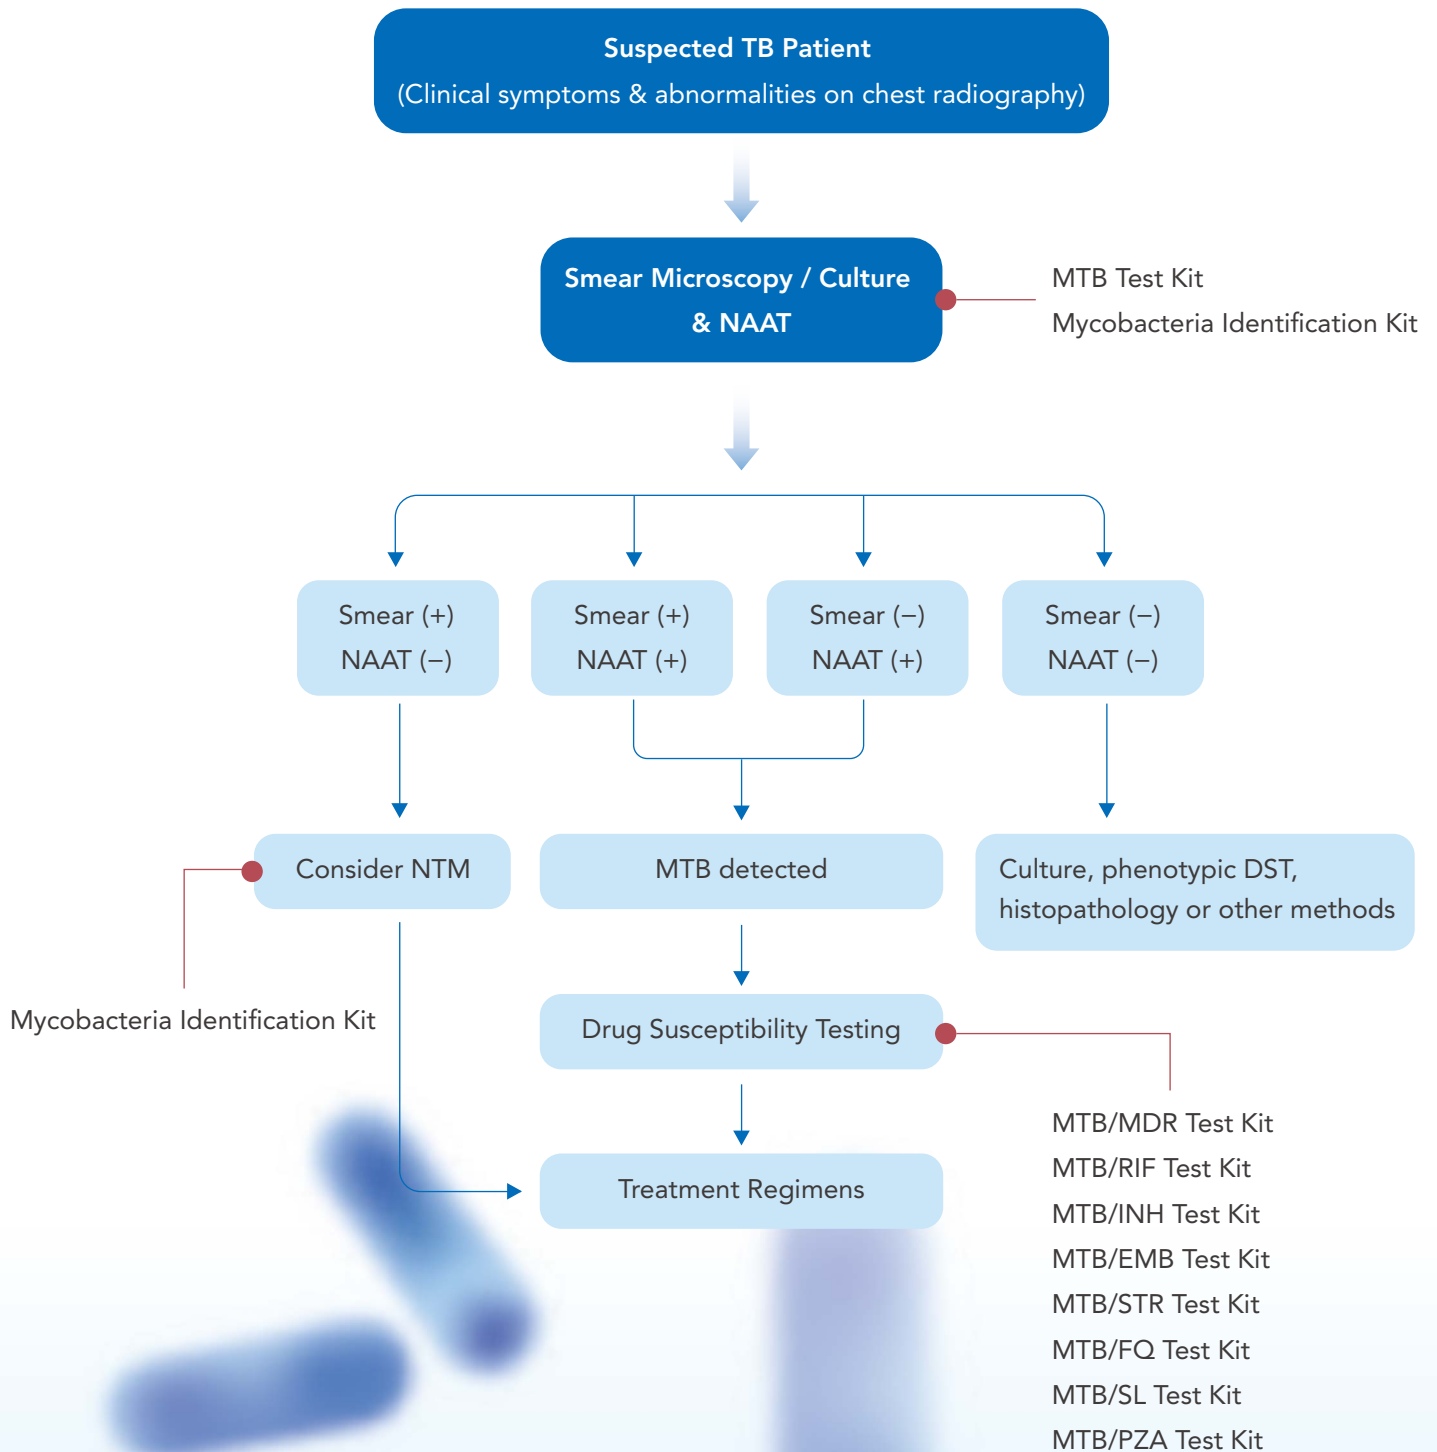 Suspected TB Patient
(Clinical symptoms & abnormalities on chest radiography)
Smear Microscopy / Culture
& NAAT
MTB Test Kit
Mycobacteria Identification Kit
Smear (+)
NAAT (−)
Smear (+)
NAAT (+)
Smear (−)
NAAT (+)
Smear (−)
NAAT (−)
Consider NTM
MTB detected
Culture, phenotypic DST,
histopathology or other methods
Mycobacteria Identification Kit
Drug Susceptibility Testing
Treatment Regimens
MTB/MDR Test Kit
MTB/RIF Test Kit
MTB/INH Test Kit
MTB/EMB Test Kit
MTB/STR Test Kit
MTB/FQ Test Kit
MTB/SL Test Kit
MTB/PZA Test Kit